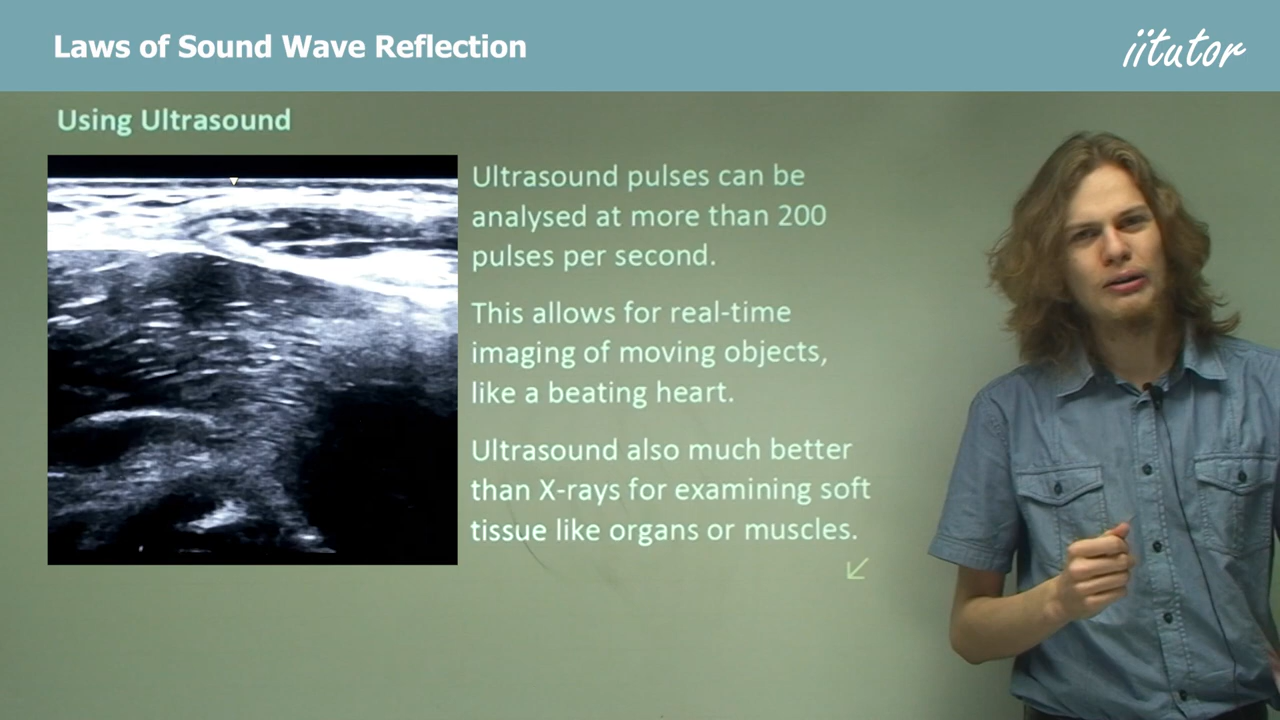 Laws of Sound Wave Reflection
iitutor
Using Ultrasound
Ultrasound pulses can be
analysed at more than 200
pulses per second.
This allows for real-time
imaging of moving objects,
like a beating heart.
Ultrasound also much better
than X-rays for examining soft
tissue like organs or muscles.